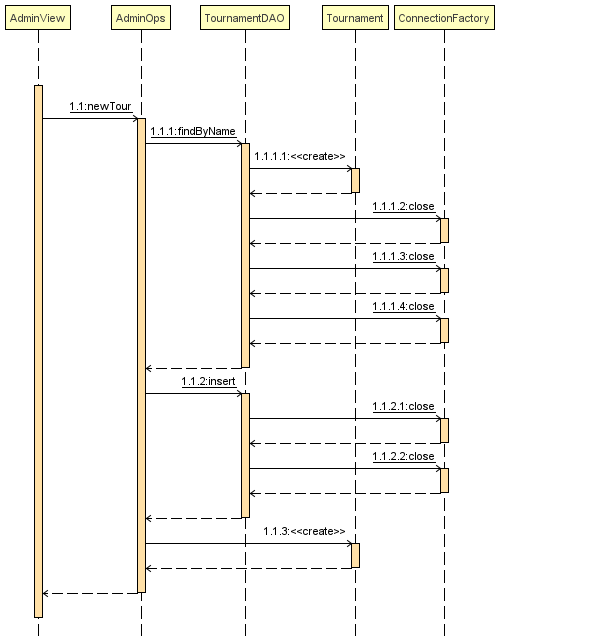 AdminView AdminOps TournamentDAO Tournament ConnectionFactory
1.1:newTour
1.1.1:findByName
1.1.1.1:<<create>>
1.1.1.2:close
1.1.1.3:close
1.1.1.4:close
1.1.2:insert
1.1.2.1:close
1.1.2.2:close
1.1.3:<<create>>